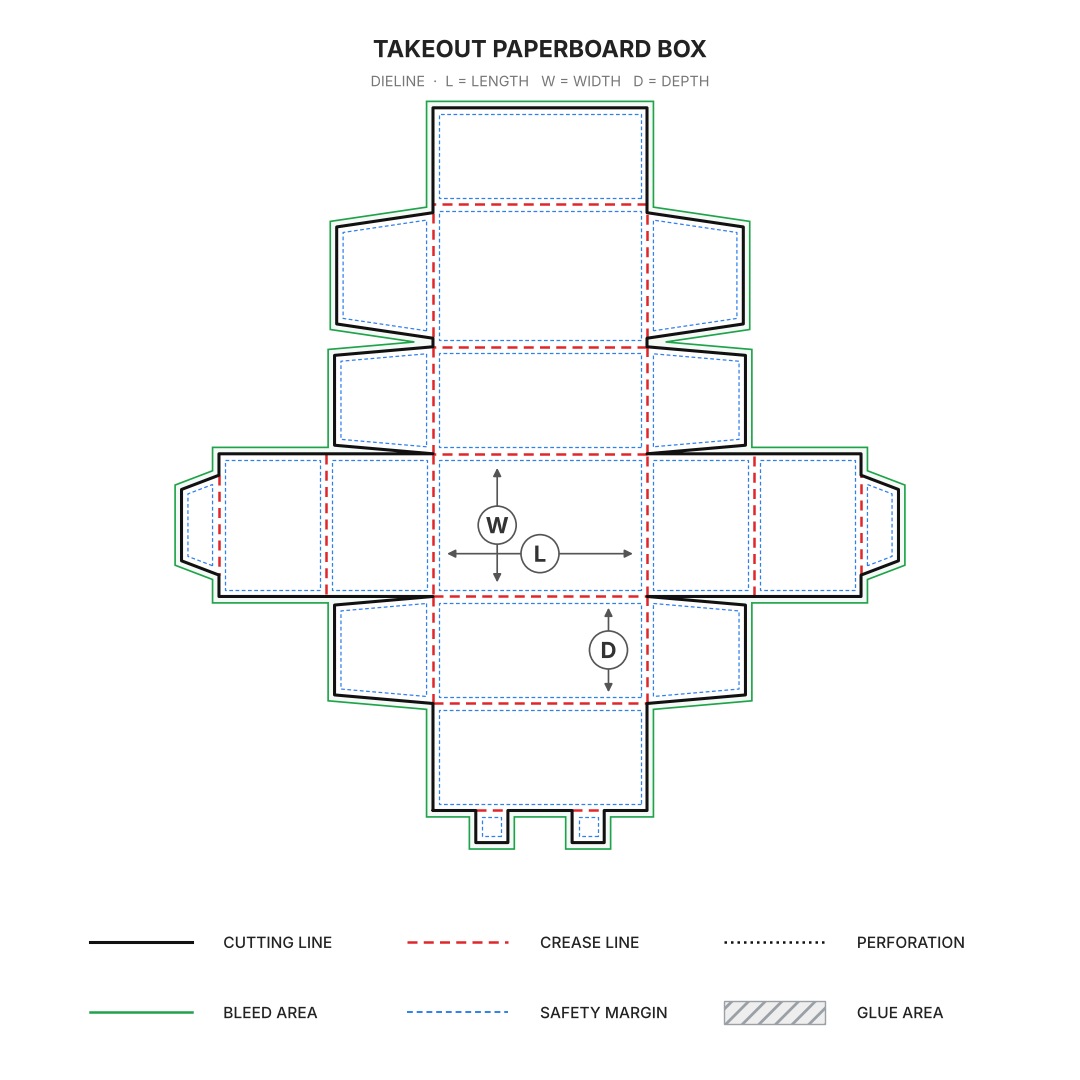 TAKEOUT PAPERBOARD BOX
DIELINE · L = LENGTH W = WIDTH D = DEPTH
W
L
D
CUTTING LINE
CREASE LINE
PERFORATION
BLEED AREA
SAFETY MARGIN
GLUE AREA